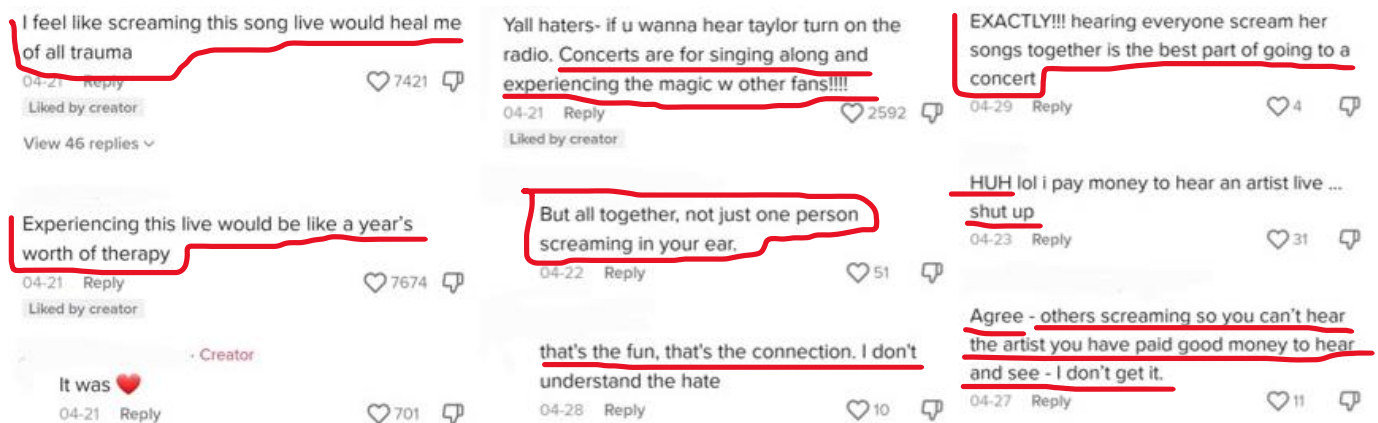 I feel like screaming this song live would heal me
of all trauma
04-21 Reply
7421
Liked by creator
View 46 replies
Experiencing this live would be like a year's
worth of therapy
04-21 Reply
7674
Liked by creator
· Creator
It was ❤️
04-21 Reply
701
Yall haters- if u wanna hear taylor turn on the
radio. Concerts are for singing along and
experiencing the magic w other fans!!!!
04-21 Reply
2592
Liked by creator
But all together, not just one person
screaming in your ear.
04-22 Reply
51
that's the fun, that's the connection. I don't
understand the hate
04-28 Reply
10
EXACTLY!!! hearing everyone scream her
songs together is the best part of going to a
concert
04-29 Reply
4
HUH lol i pay money to hear an artist live ...
shut up
04-23 Reply
31
Agree - others screaming so you can't hear
the artist you have paid good money to hear
and see - I don't get it.
04-27 Reply
11